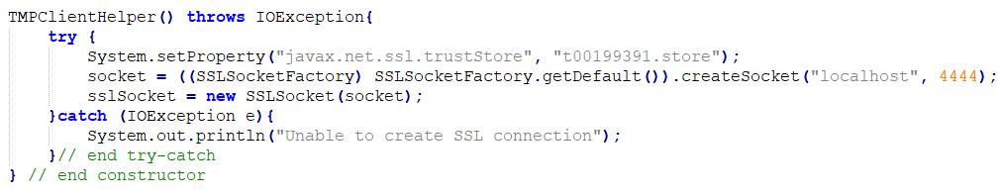 TMPClientHelper() throws IOException{
try {
System.setProperty("javax.net.ssl.trustStore", "t00199391.store");
socket = ((SSLSocketFactory) SSLSocketFactory.getDefault()).createSocket("localhost", 4444);
sslSocket = new SSLSocket(socket);
}catch (IOException e){
System.out.println("Unable to create SSL connection");
}// end try-catch
} // end constructor